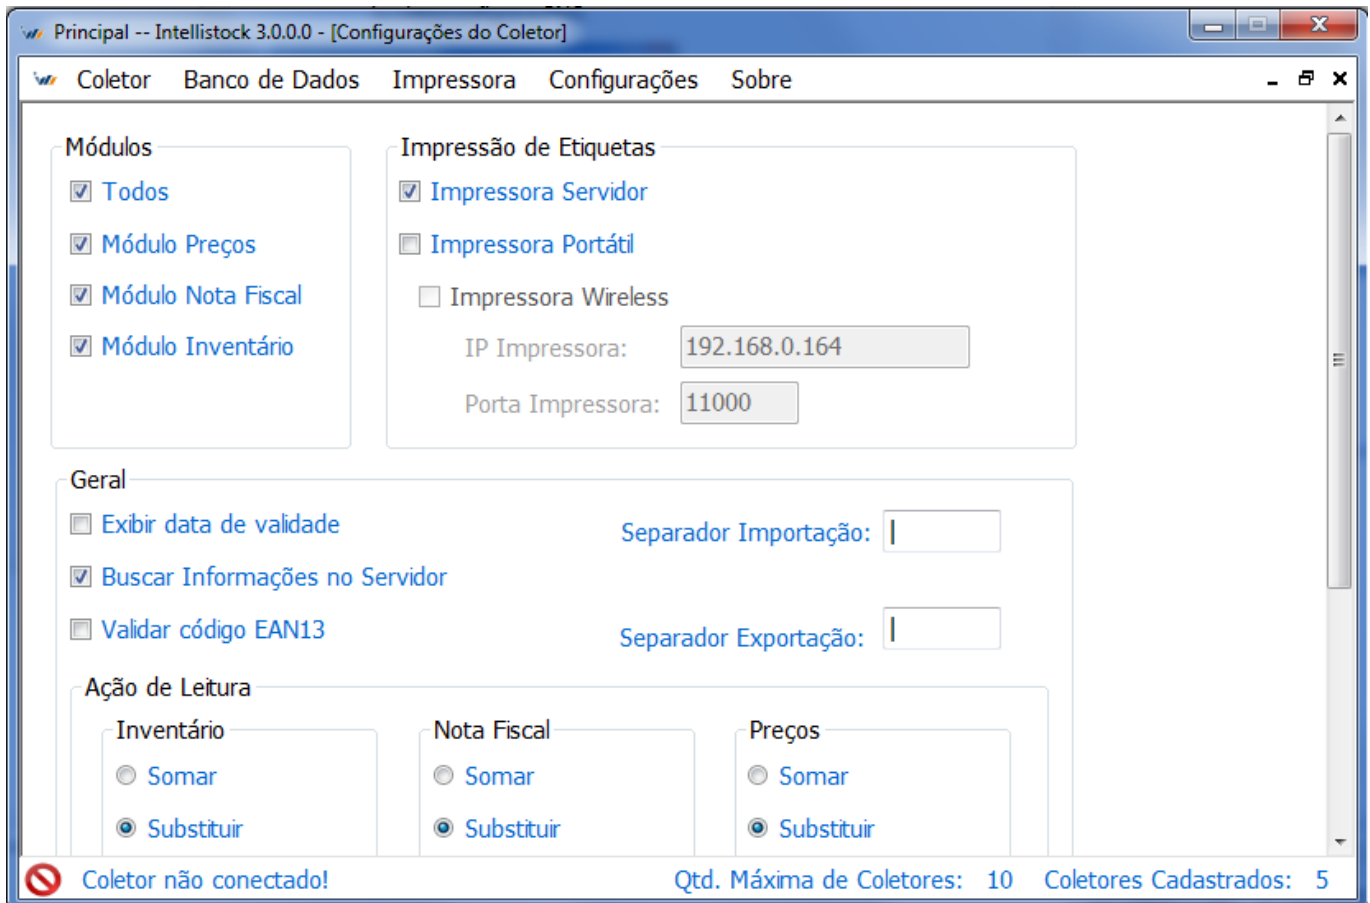 Principal -- Intellistock 3.0.0.0 - [Configurações do Coletor]
Coletor Banco de Dados Impressora Configurações Sobre
Módulos
Todos
Módulo Preços
Módulo Nota Fiscal
Módulo Inventário
Impressão de Etiquetas
Impressora Servidor
Impressora Portátil
Impressora Wireless
IP Impressora: 192.168.0.164
Porta Impressora: 11000
Geral
Exibir data de validade
Buscar Informações no Servidor
Validar código EAN13
Separador Importação: |
Separador Exportação: |
Ação de Leitura
Inventário
Somar
Substituir
Nota Fiscal
Somar
Substituir
Preços
Somar
Substituir
Coletor não conectado! Qtd. Máxima de Coletores: 10 Coletores Cadastrados: 5